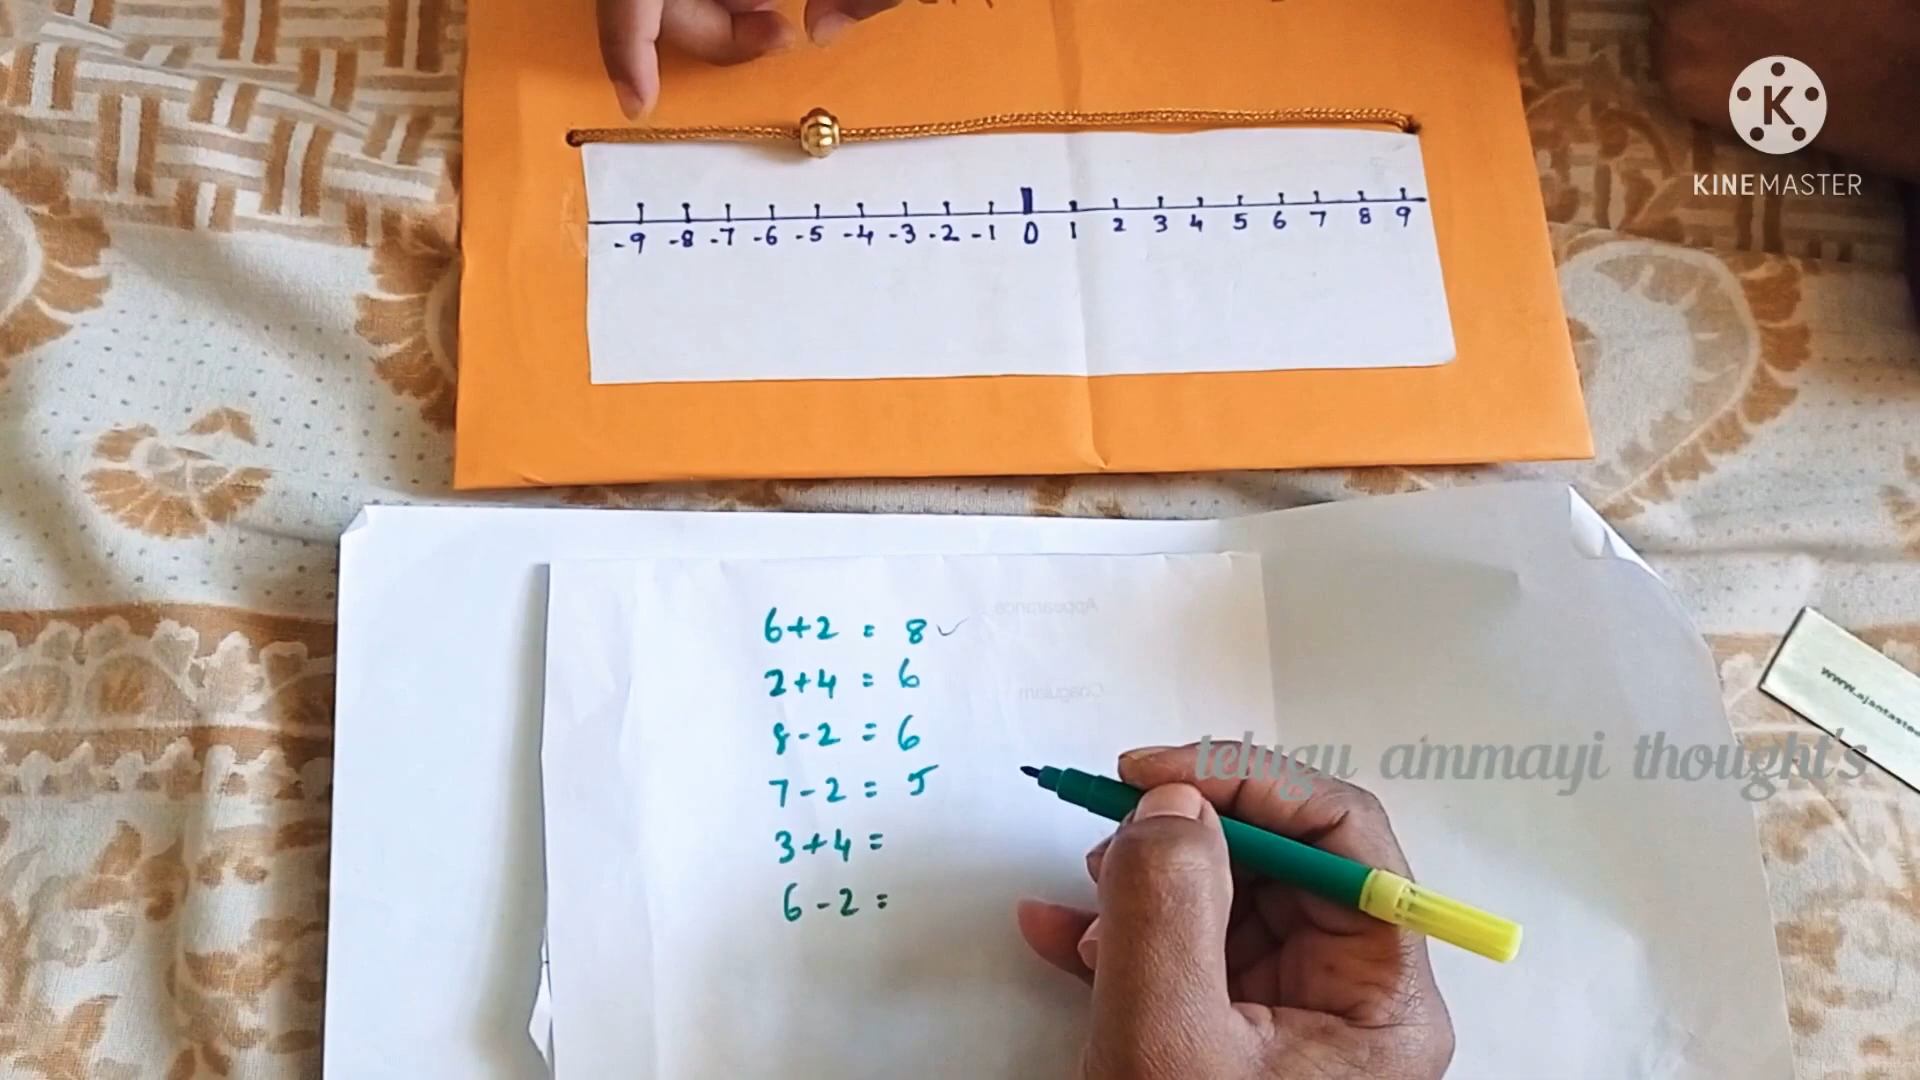 KINEMASTER
-9 -8 -7 -6 -5 -4 -3 -2 -1 0 1 2 3 4 5 6 7 8 9
6+2 = 8 ✓
2+4 = 6
8-2 = 6
7-2 = 5
3+4 =
6-2 =
Appearance
telugu ammayi thought's